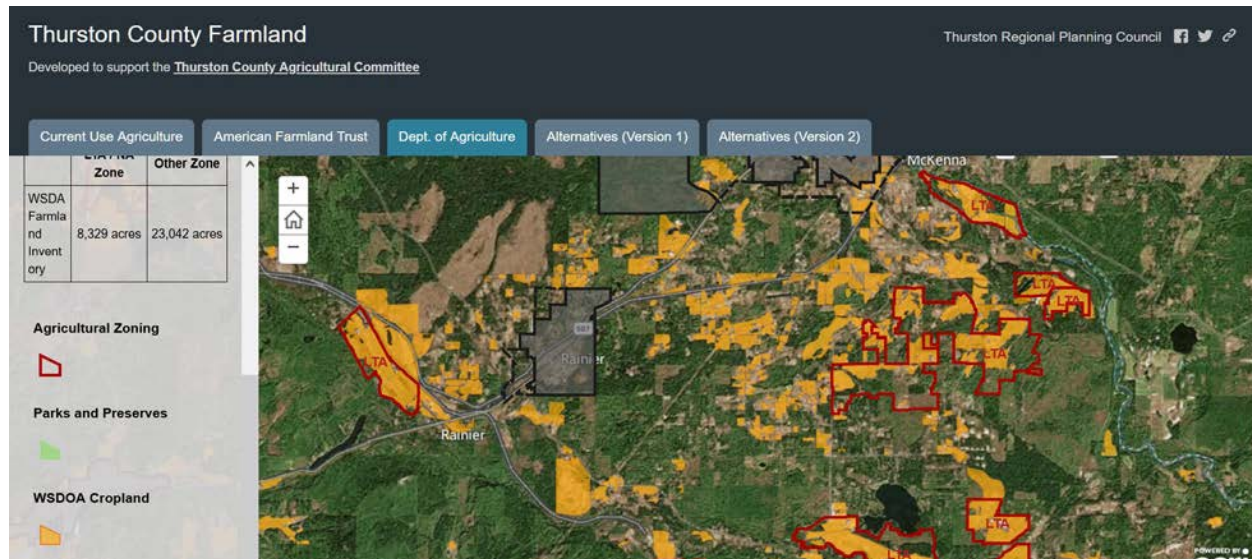 Thurston County Farmland
Thurston Regional Planning Council
Developed to support the Thurston County Agricultural Committee
Current Use Agriculture
American Farmland Trust
Dept. of Agriculture
Alternatives (Version 1)
Alternatives (Version 2)
Zone
Other Zone
WSDA
Farmla
nd
Invent
ory
8,329 acres
23,042 acres
Agricultural Zoning
Parks and Preserves
WSDOA Cropland
+
−
McKenna
LTA
LTA
LTA
507
Rainier
LTA
LTA
Rainier
LTA
LTA
POWERED BY